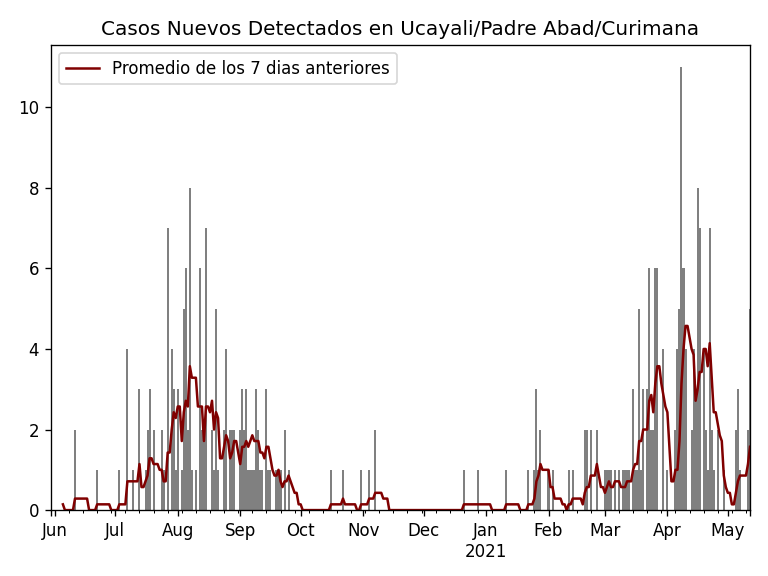 Casos Nuevos Detectados en Ucayali/Padre Abad/Curimana
Promedio de los 7 dias anteriores
10
8
6
4
2
0
Jun Jul Aug Sep Oct Nov Dec Jan Feb Mar Apr May
2021